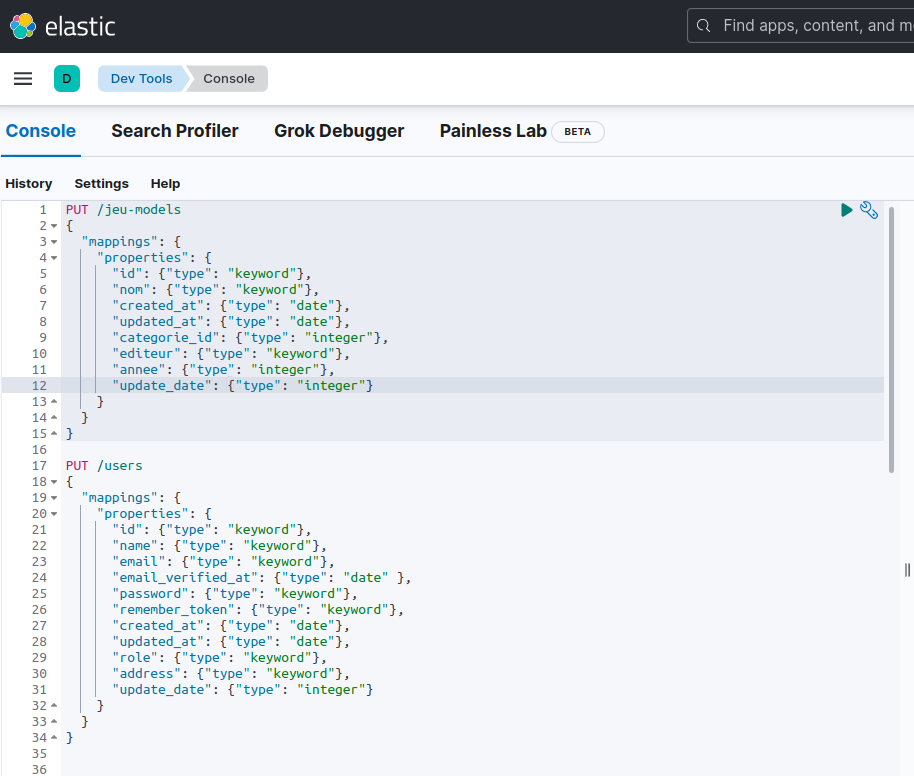 elastic
Find apps, content, and m
D
Dev Tools
Console
Console
Search Profiler
Grok Debugger
Painless Lab
BETA
History
Settings
Help
1 PUT /jeu-models
2 {
3   "mappings": {
4     "properties": {
5       "id": {"type": "keyword"},
6       "nom": {"type": "keyword"},
7       "created_at": {"type": "date"},
8       "updated_at": {"type": "date"},
9       "categorie_id": {"type": "integer"},
10       "editeur": {"type": "keyword"},
11       "annee": {"type": "integer"},
12       "update_date": {"type": "integer"}
13     }
14   }
15 }
16
17 PUT /users
18 {
19   "mappings": {
20     "properties": {
21       "id": {"type": "keyword"},
22       "name": {"type": "keyword"},
23       "email": {"type": "keyword"},
24       "email_verified_at": {"type": "date" },
25       "password": {"type": "keyword"},
26       "remember_token": {"type": "keyword"},
27       "created_at": {"type": "date"},
28       "updated_at": {"type": "date"},
29       "role": {"type": "keyword"},
30       "address": {"type": "keyword"},
31       "update_date": {"type": "integer"}
32     }
33   }
34 }
35
36